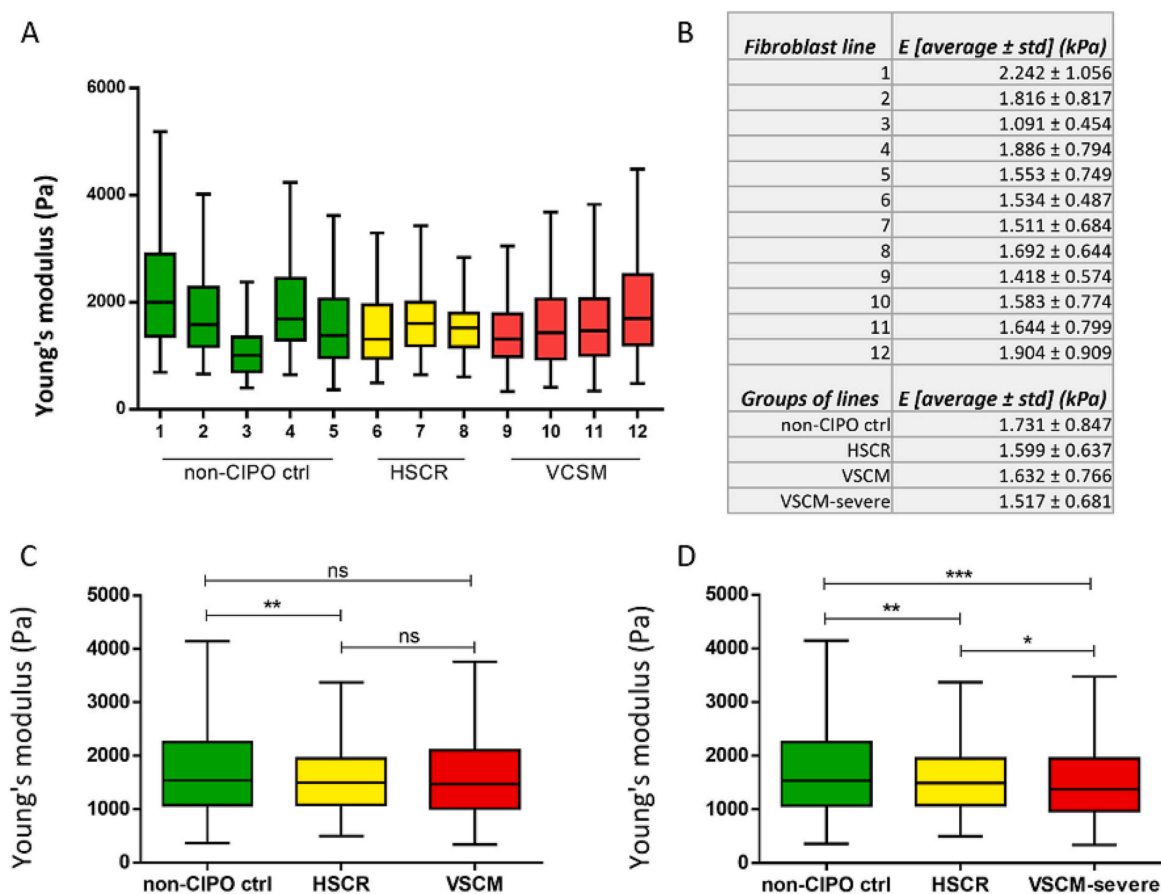 A
Young's modulus (Pa)
6000
4000
2000
0
1 2 3 4 5 6 7 8 9 10 11 12
non-CIPO ctrl HSCR VCSM
B
Fibroblast line E [average ± std] (kPa)
1 2.242 ± 1.056
2 1.816 ± 0.817
3 1.091 ± 0.454
4 1.886 ± 0.794
5 1.553 ± 0.749
6 1.534 ± 0.487
7 1.511 ± 0.684
8 1.692 ± 0.644
9 1.418 ± 0.574
10 1.583 ± 0.774
11 1.644 ± 0.799
12 1.904 ± 0.909
Groups of lines E [average ± std] (kPa)
non-CIPO ctrl 1.731 ± 0.847
HSCR 1.599 ± 0.637
VSCM 1.632 ± 0.766
VSCM-severe 1.517 ± 0.681
C
Young's modulus (Pa)
5000
4000
3000
2000
1000
0
ns
**
ns
non-CIPO ctrl HSCR VSCM
D
Young's modulus (Pa)
5000
4000
3000
2000
1000
0
***
**
*
non-CIPO ctrl HSCR VSCM-severe